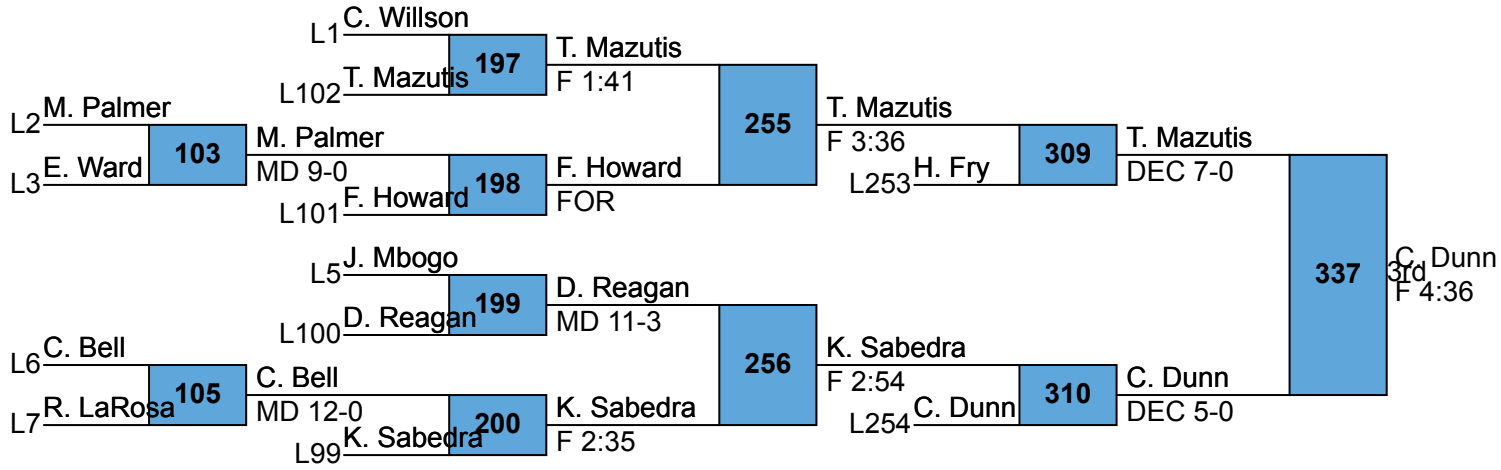 C. Willson
L1
197
T. Mazutis
F 1:41
T. Mazutis
L102
M. Palmer
L2
103
M. Palmer
MD 9-0
E. Ward
L3
198
F. Howard
FOR
F. Howard
L101
255
T. Mazutis
F 3:36
H. Fry
L253
309
T. Mazutis
DEC 7-0
J. Mbogo
L5
199
D. Reagan
MD 11-3
D. Reagan
L100
C. Bell
L6
105
C. Bell
MD 12-0
R. LaRosa
L7
200
K. Sabedra
F 2:35
K. Sabedra
L99
256
K. Sabedra
F 2:54
C. Dunn
L254
310
C. Dunn
DEC 5-0
337
3rd
C. Dunn
F 4:36